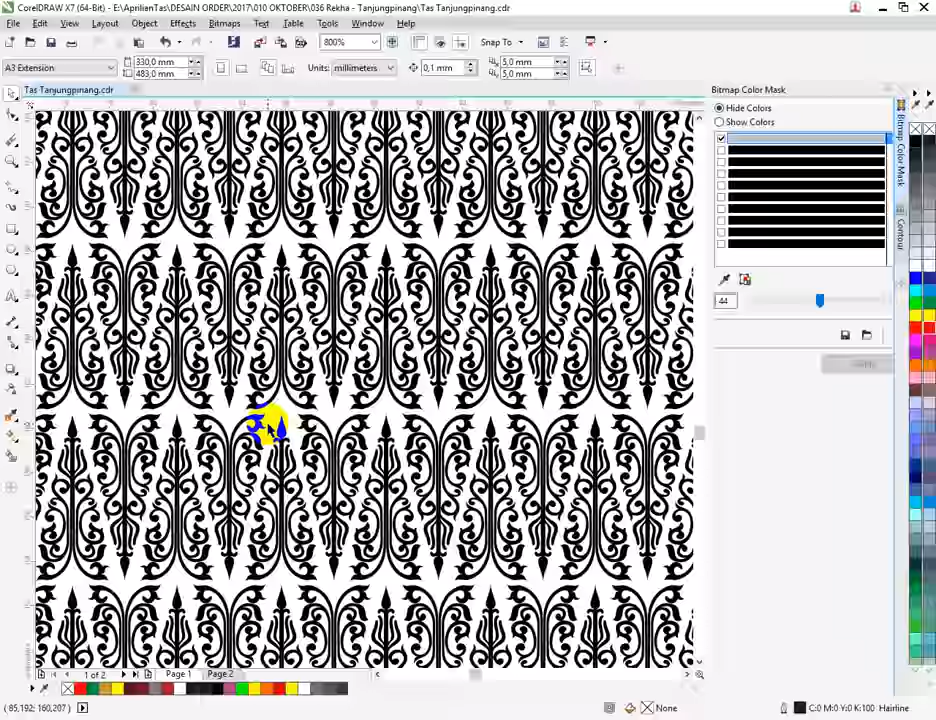 CorelDRAW X7 (64-Bit) - E:\AprilienTas\DESAIN ORDER\2017\010 OKTOBER\036 Rekha - Tanjungpinang\Tas Tanjungpinang.cdr
File Edit View Layout Object Effects Bitmaps Text Table Tools Window Help
800% Snap To
A3 Extension 330,0 mm 483,0 mm Units: millimeters 0,1 mm 5,0 mm 5,0 mm
Tas Tanjungpinang.cdr
Bitmap Color Mask
Hide Colors
Show Colors
Bitmap Color Mask
Contour
44
1 of 2 Page 1 Page 2
( 85,192; 160,207 ) None C:0 M:0 Y:0 K:100 Hairline